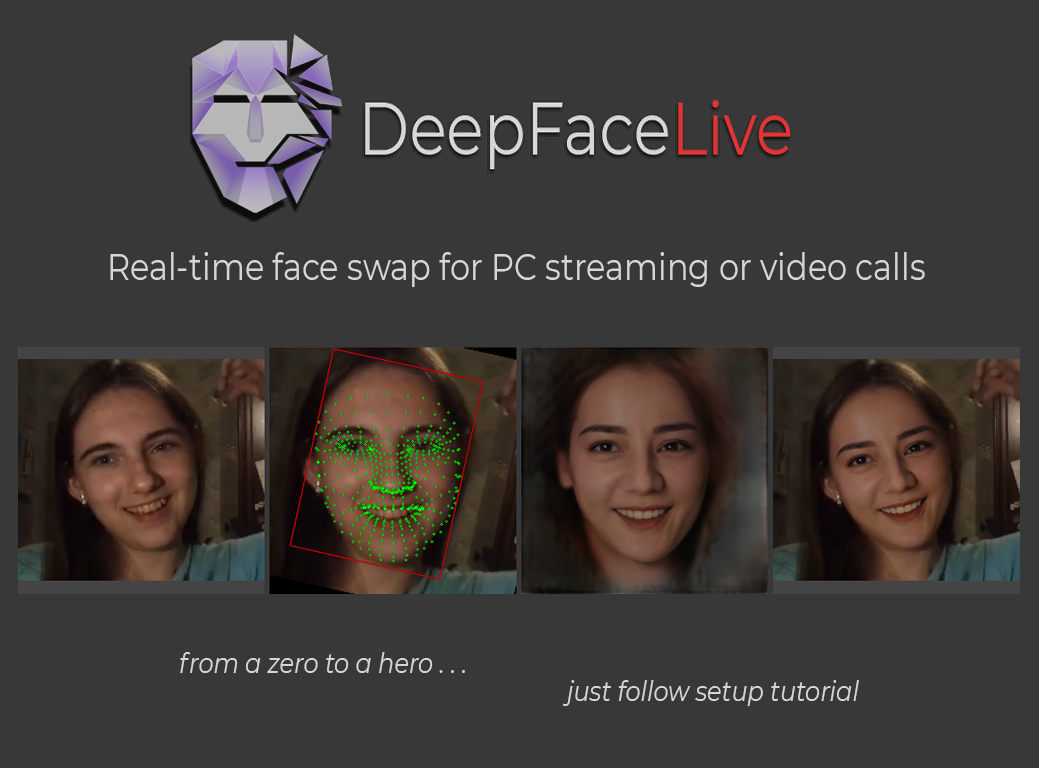 DeepFaceLive
Real-time face swap for PC streaming or video calls
from a zero to a hero . . .
just follow setup tutorial